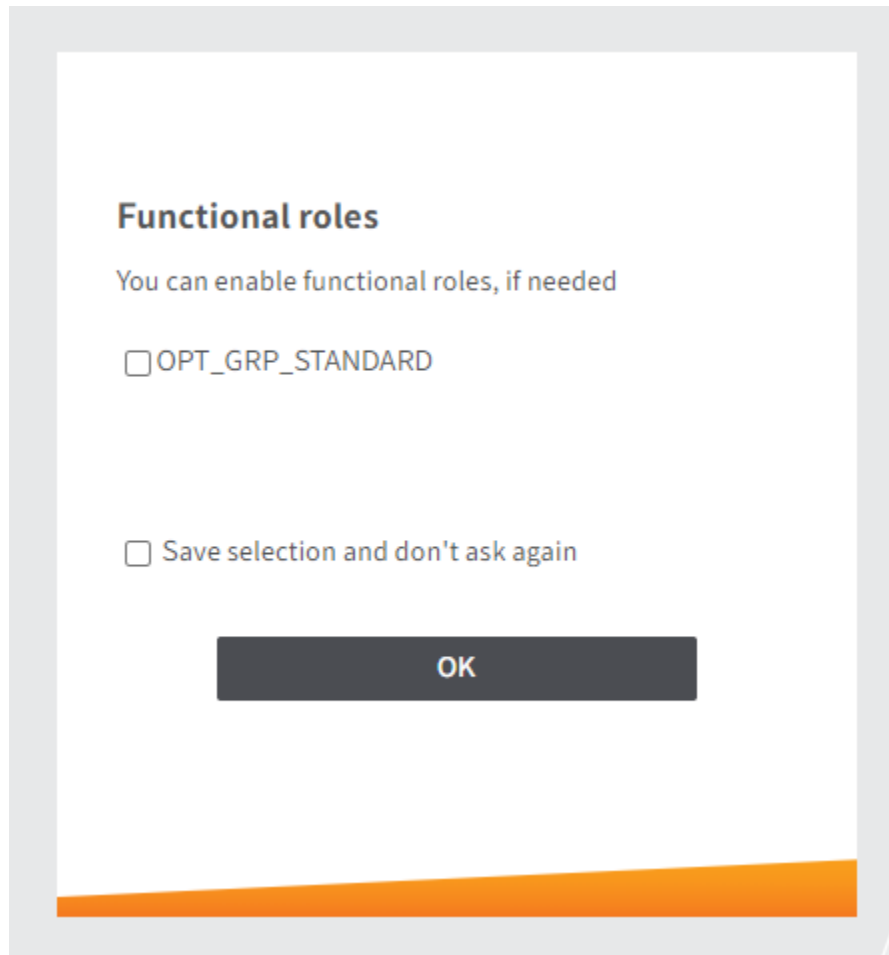 Functional roles
You can enable functional roles, if needed
OPT_GRP_STANDARD
Save selection and don't ask again
OK